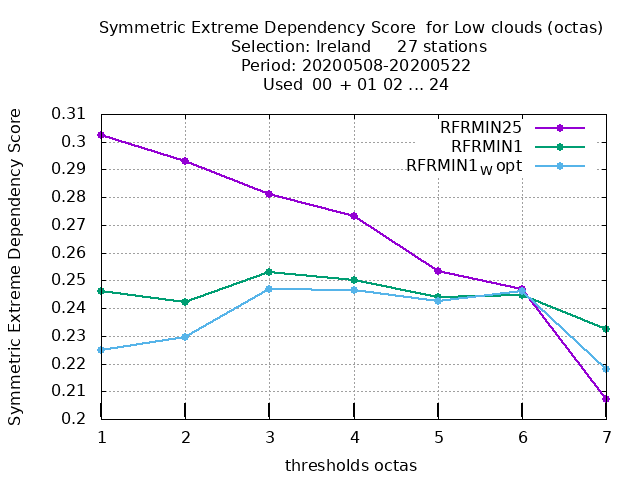 Symmetric Extreme Dependency Score for Low clouds (octas)
Selection: Ireland 27 stations
Period: 20200508-20200522
Used 00 + 01 02 ... 24
Symmetric Extreme Dependency Score
0.31
0.3
0.29
0.28
0.27
0.26
0.25
0.24
0.23
0.22
0.21
0.2
RFRMIN25
RFRMIN1
RFRMIN1W opt
1 2 3 4 5 6 7
thresholds octas